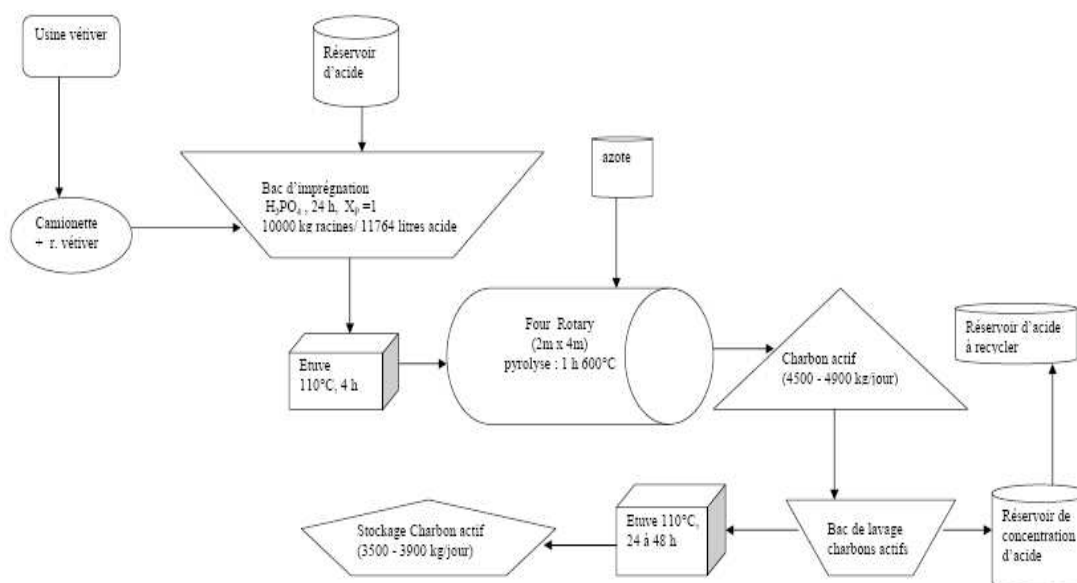 Usine vétiver
Réservoir
d'acide
azote
Bac d'imprégnation
H₃PO₄ , 24 h, Xₚ =1
10000 kg racines/ 11764 litres acide
Camionette
+ r. vétiver
Four Rotary
(2m x 4m)
pyrolyse : 1 h 600°C
Réservoir d'acide
à recycler
Etuve
110°C, 4 h
Charbon actif
(4500 - 4900 kg/jour)
Stockage Charbon actif
(3500 - 3900 kg/jour)
Etuve 110°C,
24 à 48 h
Bac de lavage
charbons actifs
Réservoir de
concentration
d'acide